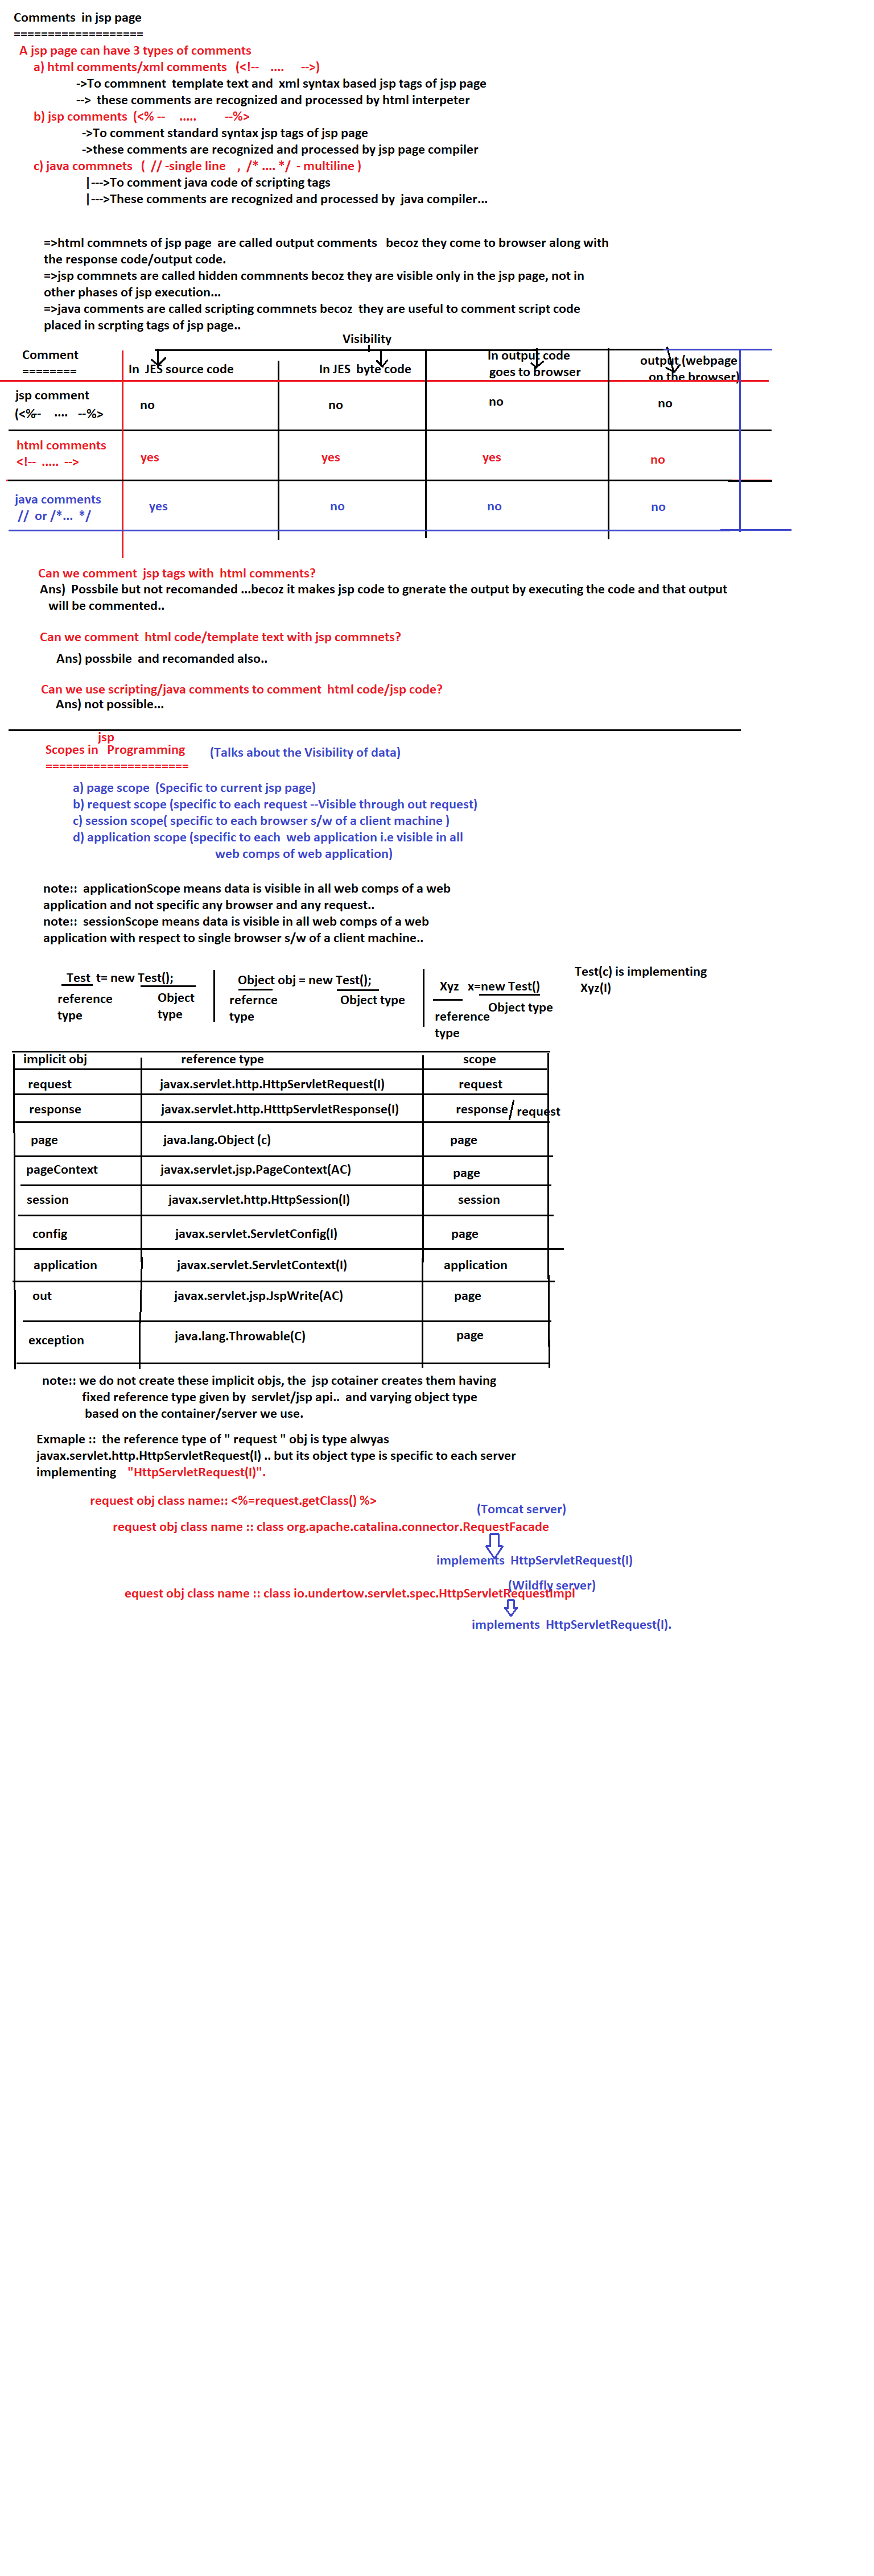 Comments in jsp page
===================
A jsp page can have 3 types of comments
a) html comments/xml comments (<!-- .... -->)
->To commnent template text and xml syntax based jsp tags of jsp page
--> these comments are recognized and processed by html interpeter
b) jsp comments (<% -- ..... --%>
->To comment standard syntax jsp tags of jsp page
->these comments are recognized and processed by jsp page compiler
c) java commnets ( // -single line , /* .... */ - multiline )
|--->To comment java code of scripting tags
|--->These comments are recognized and processed by java compiler...
=>html commnets of jsp page are called output comments becoz they come to browser along with
the response code/output code.
=>jsp commnets are called hidden commnents becoz they are visible only in the jsp page, not in
other phases of jsp execution...
=>java comments are called scripting commnets becoz they are useful to comment script code
placed in scrpting tags of jsp page..
Visibility
Comment
========
In JES source code
In JES byte code
In output code
goes to browser
output (webpage
on the browser)
jsp comment
(<%-- .... --%>
no
no
no
no
html comments
<!-- ..... -->
yes
yes
yes
no
java comments
// or /*... */
yes
no
no
no
Can we comment jsp tags with html comments?
Ans) Possbile but not recomanded ...becoz it makes jsp code to gnerate the output by executing the code and that output
will be commented..
Can we comment html code/template text with jsp commnets?
Ans) possbile and recomanded also..
Can we use scripting/java comments to comment html code/jsp code?
Ans) not possible...
jsp
Scopes in Programming (Talks about the Visibility of data)
=====================
a) page scope (Specific to current jsp page)
b) request scope (specific to each request --Visible through out request)
c) session scope( specific to each browser s/w of a client machine )
d) application scope (specific to each web application i.e visible in all
web comps of web application)
note:: applicationScope means data is visible in all web comps of a web
application and not specific any browser and any request..
note:: sessionScope means data is visible in all web comps of a web
application with respect to single browser s/w of a client machine..
Test t= new Test();
reference
type
Object
type
Object obj = new Test();
refernce
type
Object type
Xyz x=new Test()
Object type
reference
type
Test(c) is implementing
Xyz(I)
implicit obj reference type scope
request javax.servlet.http.HttpServletRequest(I) request
response javax.servlet.http.HtttpServletResponse(I) response/ request
page java.lang.Object (c) page
pageContext javax.servlet.jsp.PageContext(AC) page
session javax.servlet.http.HttpSession(I) session
config javax.servlet.ServletConfig(I) page
application javax.servlet.ServletContext(I) application
out javax.servlet.jsp.JspWrite(AC) page
exception java.lang.Throwable(C) page
note:: we do not create these implicit objs, the jsp cotainer creates them having
fixed reference type given by servlet/jsp api.. and varying object type
based on the container/server we use.
Exmaple :: the reference type of " request " obj is type alwyas
javax.servlet.http.HttpServletRequest(I) .. but its object type is specific to each server
implementing "HttpServletRequest(I)".
request obj class name:: <%=request.getClass() %>
(Tomcat server)
request obj class name :: class org.apache.catalina.connector.RequestFacade
implements HttpServletRequest(I)
(Wildfly server)
equest obj class name :: class io.undertow.servlet.spec.HttpServletRequestImpl
implements HttpServletRequest(I).